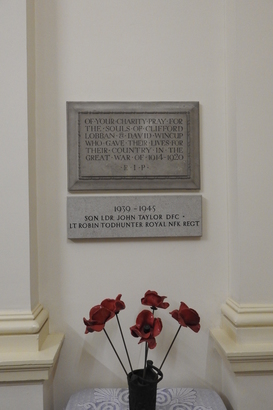 OF YOUR CHARITY PRAY FOR
THE · SOULS · OF · CLIFFORD
LOBBAN · & · DAVID · WINCUP
WHO GAVE THEIR LIVES FOR
THEIR · COUNTRY · IN · THE
GREAT WAR OF 1914-1920
· R · I · P ·
1939 - 1945
SQN LDR JOHN TAYLOR DFC ·
LT ROBIN TODHUNTER ROYAL NFK REGT